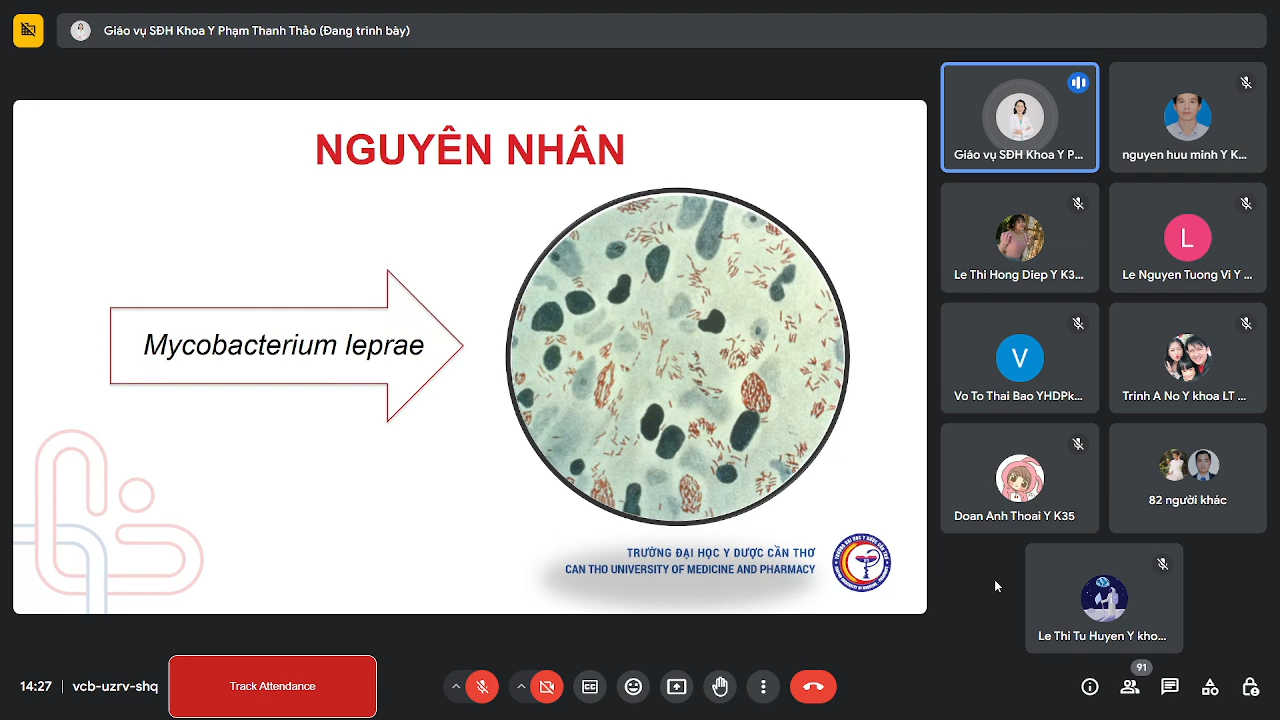 Giáo vụ SĐH Khoa Y Phạm Thanh Thảo (Đang trình bày)
NGUYÊN NHÂN
Mycobacterium leprae
TRƯỜNG ĐẠI HỌC Y DƯỢC CẦN THƠ
CAN THO UNIVERSITY OF MEDICINE AND PHARMACY
Giáo vụ SĐH Khoa Y P...
nguyen huu minh Y K...
Le Thi Hong Diep Y K3...
L
Le Nguyen Tuong Vi Y ...
V
Vo To Thai Bao YHDPk...
Trinh A No Y khoa LT ...
Doan Anh Thoai Y K35
82 người khác
Le Thi Tu Huyen Y kho...
14:27 | vcb-uzrv-shq
Track Attendance
91